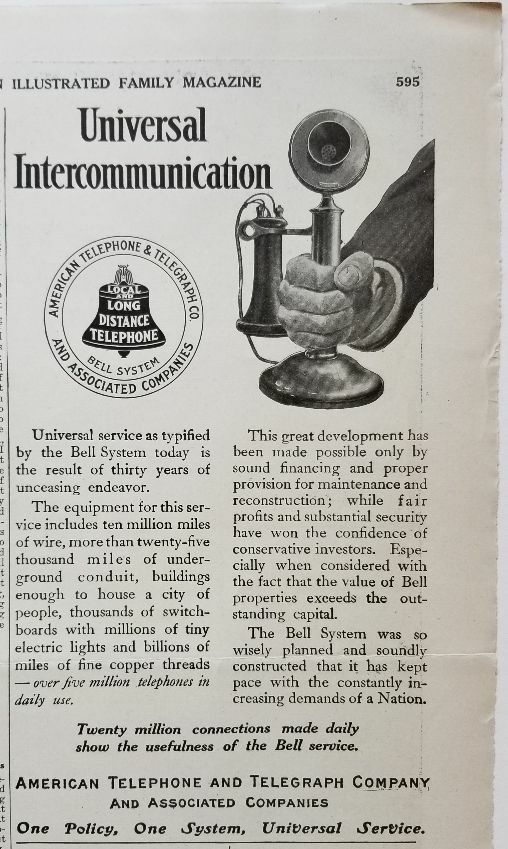 ILLUSTRATED FAMILY MAGAZINE 595
Universal
Intercommunication
AMERICAN TELEPHONE & TELEGRAPH CO.
LOCAL
AND
LONG
DISTANCE
TELEPHONE
BELL SYSTEM
AND ASSOCIATED COMPANIES
Universal service as typified
by the Bell System today is
the result of thirty years of
unceasing endeavor.
The equipment for this ser-
vice includes ten million miles
of wire, more than twenty-five
thousand miles of under-
ground conduit, buildings
enough to house a city of
people, thousands of switch-
boards with millions of tiny
electric lights and billions of
miles of fine copper threads
— over five million telephones in
daily use.
This great development has
been made possible only by
sound financing and proper
provision for maintenance and
reconstruction; while fair
profits and substantial security
have won the confidence of
conservative investors. Espe-
cially when considered with
the fact that the value of Bell
properties exceeds the out-
standing capital.
The Bell System was so
wisely planned and soundly
constructed that it has kept
pace with the constantly in-
creasing demands of a Nation.
Twenty million connections made daily
show the usefulness of the Bell service.
AMERICAN TELEPHONE AND TELEGRAPH COMPANY
AND ASSOCIATED COMPANIES
One Policy, One System, Universal Service.